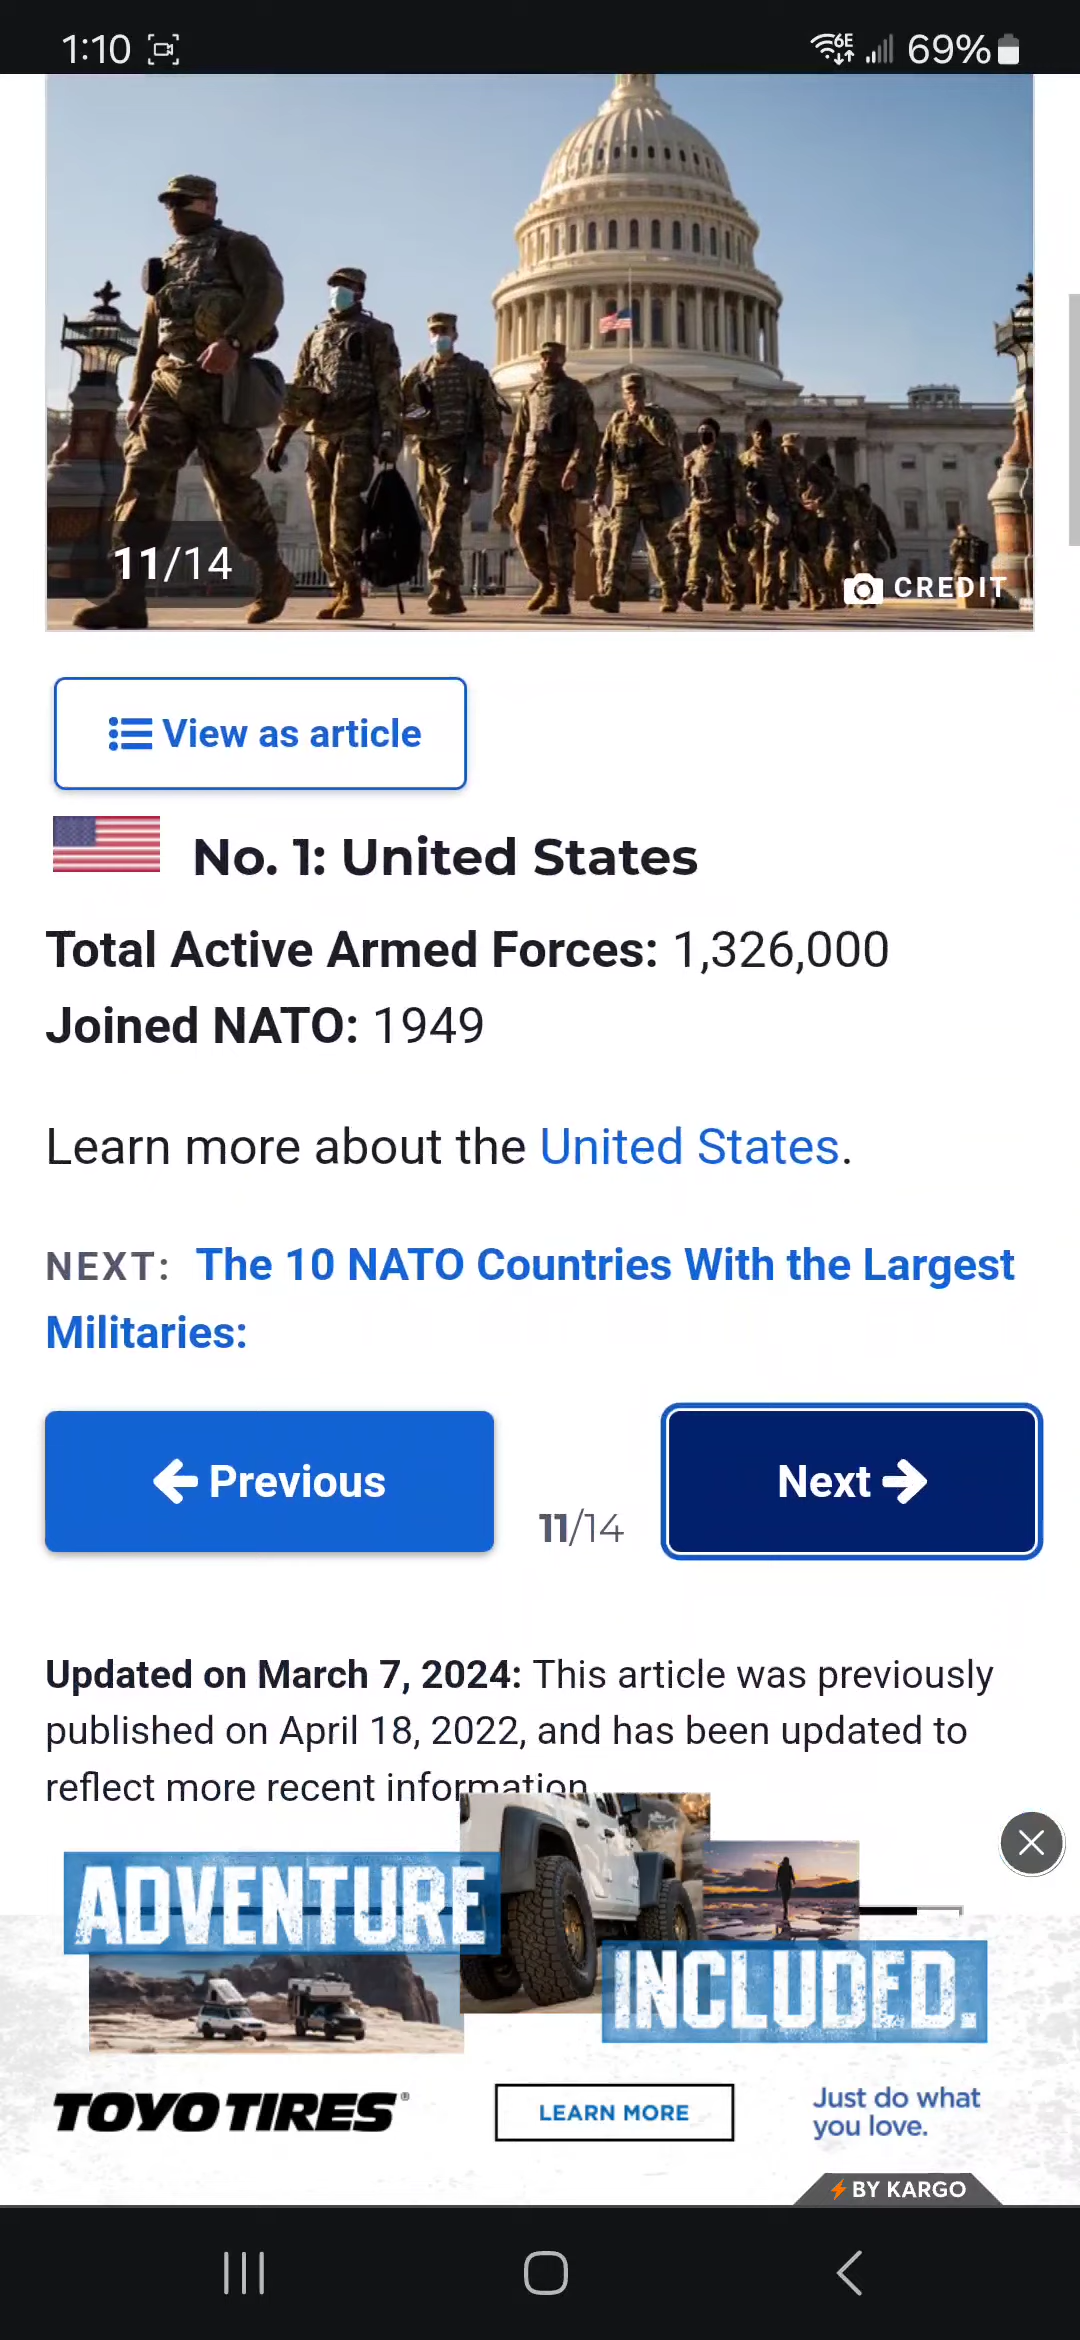 1:10
6E
69%
11/14
CREDIT
View as article
No. 1: United States
Total Active Armed Forces: 1,326,000
Joined NATO: 1949
Learn more about the United States.
NEXT: The 10 NATO Countries With the Largest
Militaries:
Previous
11/14
Next
Updated on March 7, 2024: This article was previously
published on April 18, 2022, and has been updated to
reflect more recent information
ADVENTURE
INCLUDED.
TOYO TIRES®
LEARN MORE
Just do what
you love.
BY KARGO